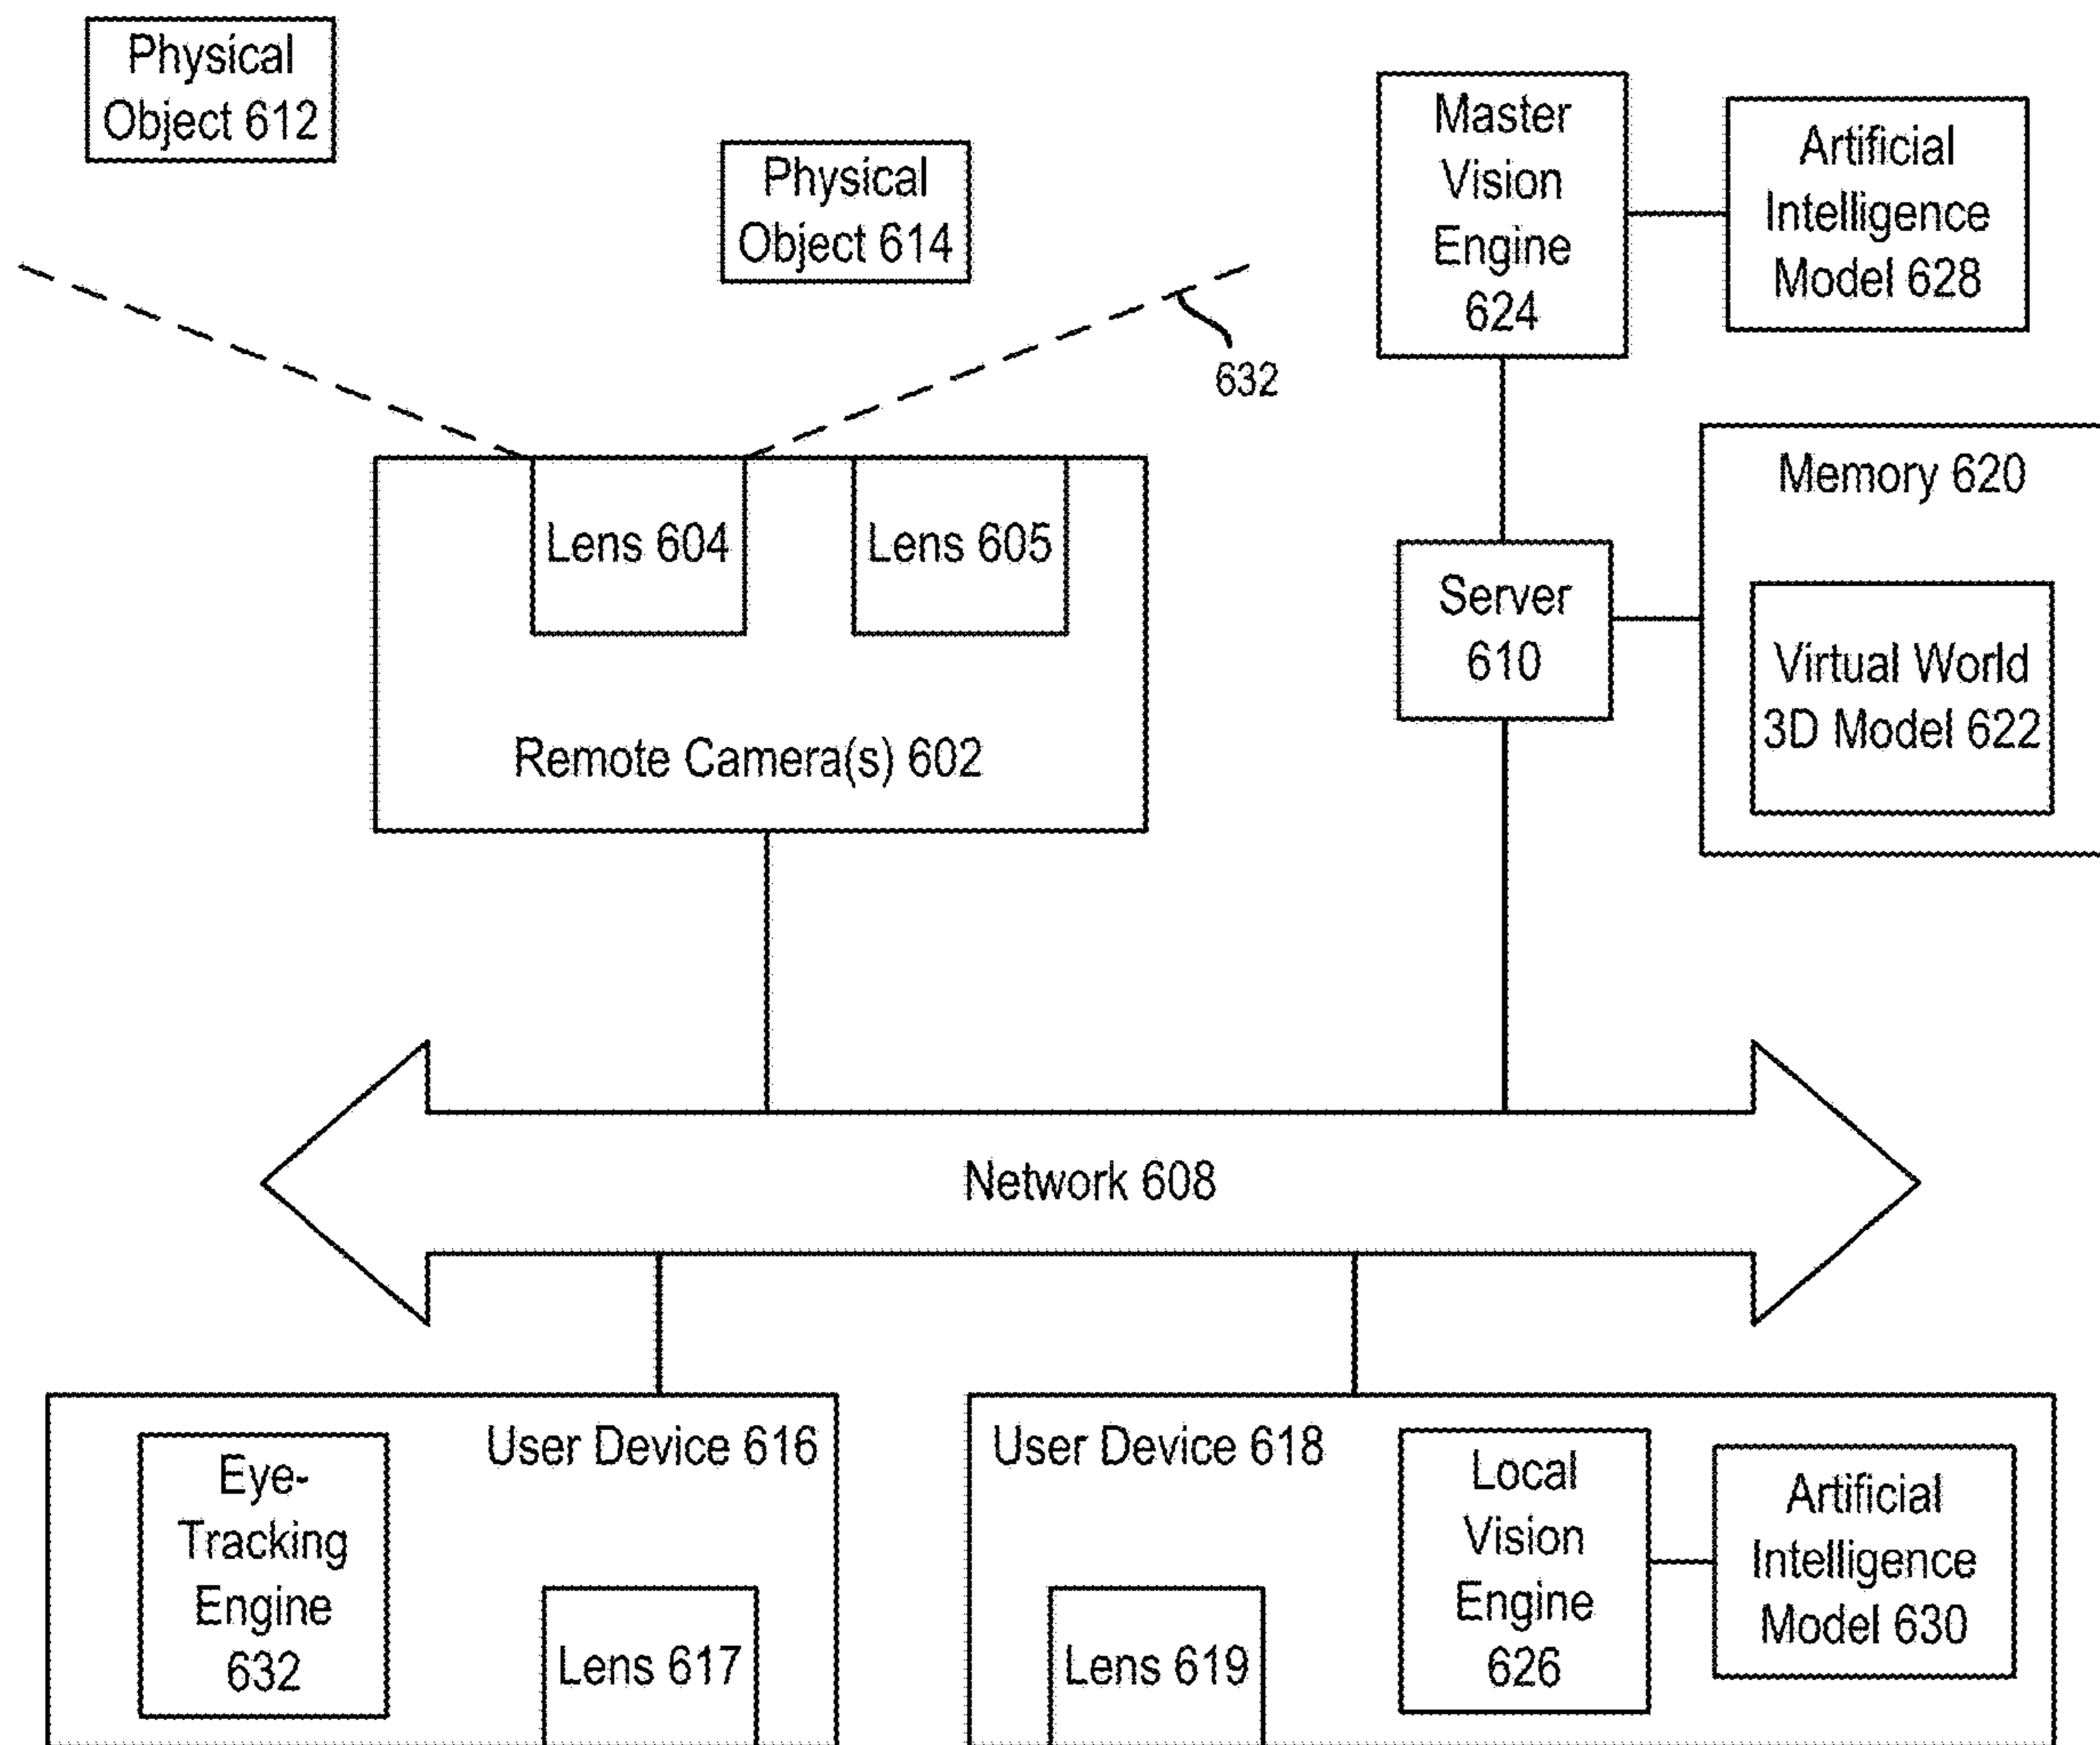 Physical
Object 612
Physical
Object 614
Master
Vision
Engine
624
Artificial
Intelligence
Model 628
632
Lens 604
Lens 605
Remote Camera(s) 602
Server
610
Memory 620
Virtual World
3D Model 622
Network 608
User Device 616
Eye-
Tracking
Engine
632
Lens 617
User Device 618
Lens 619
Local
Vision
Engine
626
Artificial
Intelligence
Model 630